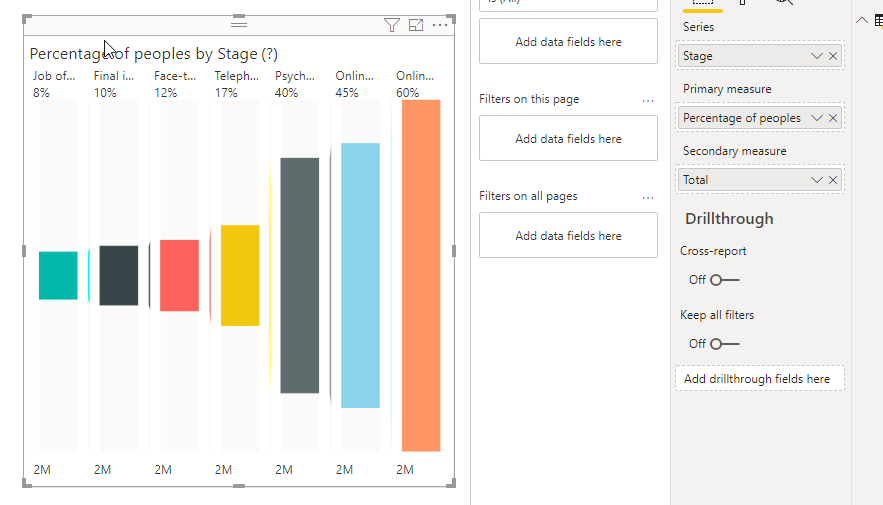 Percentage of peoples by Stage (?)
Job of... Final i... Face-t... Teleph... Psych... Onlin... Onlin...
8% 10% 12% 17% 40% 45% 60%
2M 2M 2M 2M 2M 2M 2M
Add data fields here
Filters on this page ...
Add data fields here
Filters on all pages ...
Add data fields here
Series
Stage
Primary measure
Percentage of peoples
Secondary measure
Total
Drillthrough
Cross-report
Off
Keep all filters
Off
Add drillthrough fields here